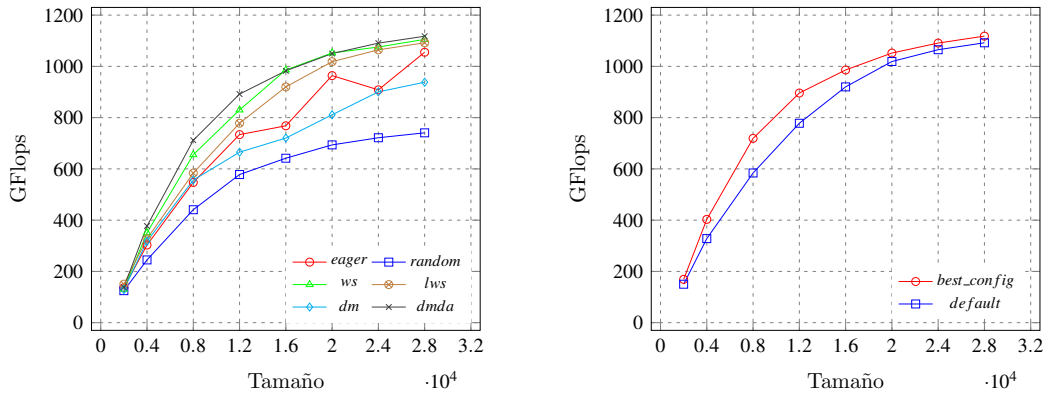 1200
1000
800
600
400
200
0
GFlops
eager random
ws lws
dm dmda
0 0.4 0.8 1.2 1.6 2 2.4 2.8 3.2
Tamaño ·10⁴
1200
1000
800
600
400
200
0
GFlops
best_config
default
0 0.4 0.8 1.2 1.6 2 2.4 2.8 3.2
Tamaño ·10⁴